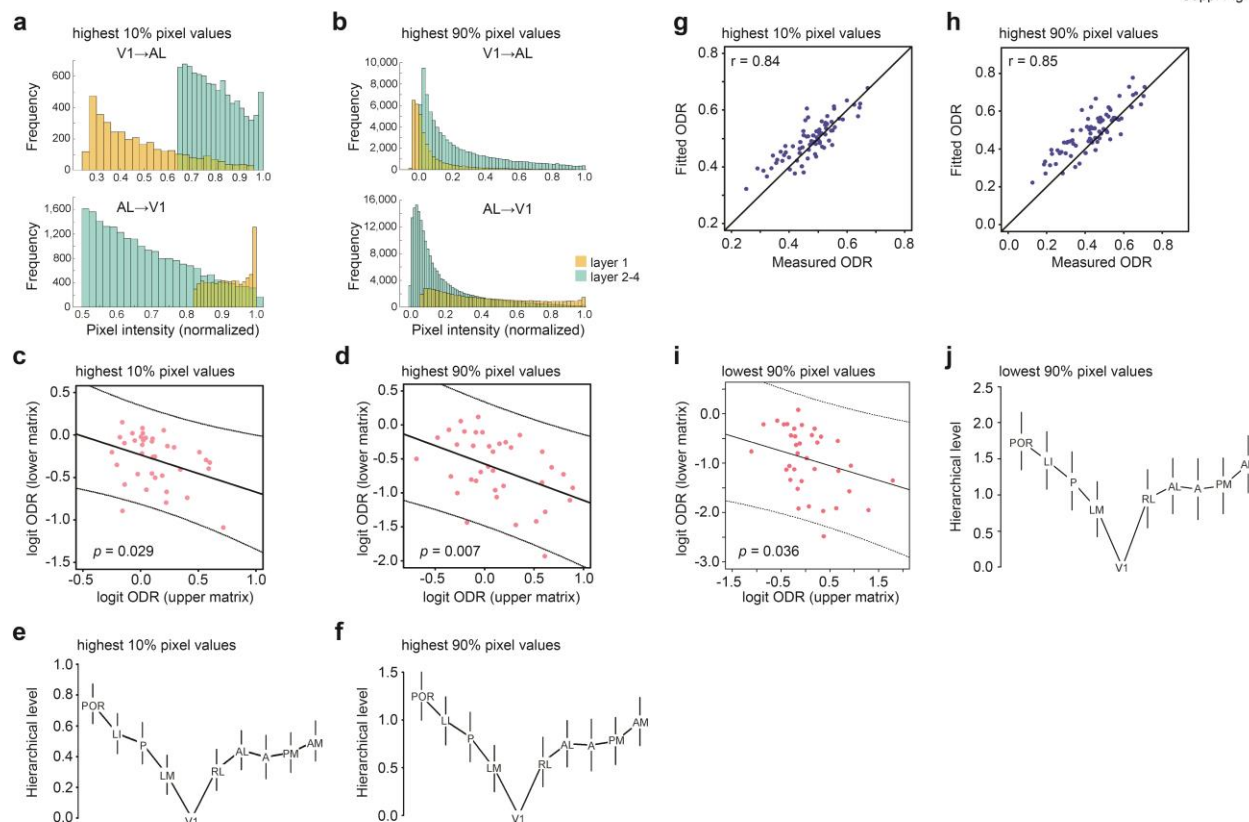 a
highest 10% pixel values
V1→AL
Frequency
600
400
200
0
0.3 0.4 0.5 0.6 0.7 0.8 0.9 1.0
AL→V1
Frequency
1,600
1,200
800
400
0
0.5 0.6 0.7 0.8 0.9 1.0
Pixel intensity (normalized)
b
highest 90% pixel values
V1→AL
Frequency
10,000
8,000
6,000
4,000
2,000
0
0.0 0.2 0.4 0.6 0.8 1.0
AL→V1
Frequency
16,000
12,000
8,000
4,000
0
0.0 0.2 0.4 0.6 0.8 1.0
Pixel intensity (normalized)
layer 1
layer 2-4
g
highest 10% pixel values
r = 0.84
Fitted ODR
0.8
0.6
0.4
0.2
0.2 0.4 0.6 0.8
Measured ODR
h
highest 90% pixel values
r = 0.85
Fitted ODR
0.8
0.6
0.4
0.2
0.0
0.0 0.2 0.4 0.6 0.8
Measured ODR
c
highest 10% pixel values
logit ODR (lower matrix)
0.5
0.0
-0.5
-1.0
-1.5
p = 0.029
-0.5 0.0 0.5 1.0
logit ODR (upper matrix)
d
highest 90% pixel values
logit ODR (lower matrix)
0.5
0.0
-0.5
-1.0
-1.5
-2.0
p = 0.007
-0.5 0.0 0.5 1.0
logit ODR (upper matrix)
i
lowest 90% pixel values
logit ODR (lower matrix)
0.0
-1.0
-2.0
-3.0
p = 0.036
-1.5 -0.5 0.5 1.5
logit ODR (upper matrix)
j
lowest 90% pixel values
Hierarchical level
2.5
2.0
1.5
1.0
0.5
0.0
POR LI P LM V1 RL AL A PM
e
highest 10% pixel values
Hierarchical level
1.0
0.8
0.6
0.4
0.2
0.0
POR LI P LM V1 RL AL A PM AM
f
highest 90% pixel values
Hierarchical level
1.5
1.0
0.5
0.0
POR LI P LM V1 RL AL A PM AM